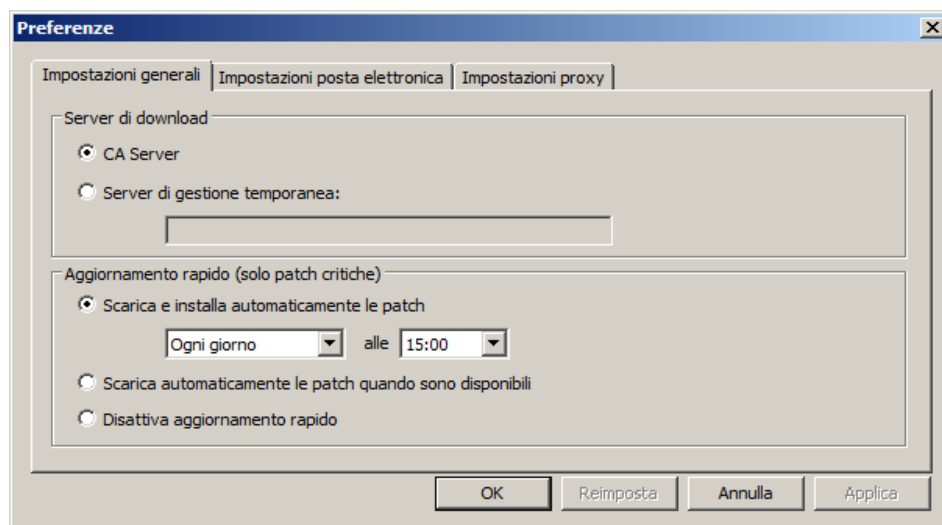 Preferenze
Impostazioni generali Impostazioni posta elettronica Impostazioni proxy
Server di download
CA Server
Server di gestione temporanea:
Aggiornamento rapido (solo patch critiche)
Scarica e installa automaticamente le patch
Ogni giorno alle 15:00
Scarica automaticamente le patch quando sono disponibili
Disattiva aggiornamento rapido
OK Reimposta Annulla Applica